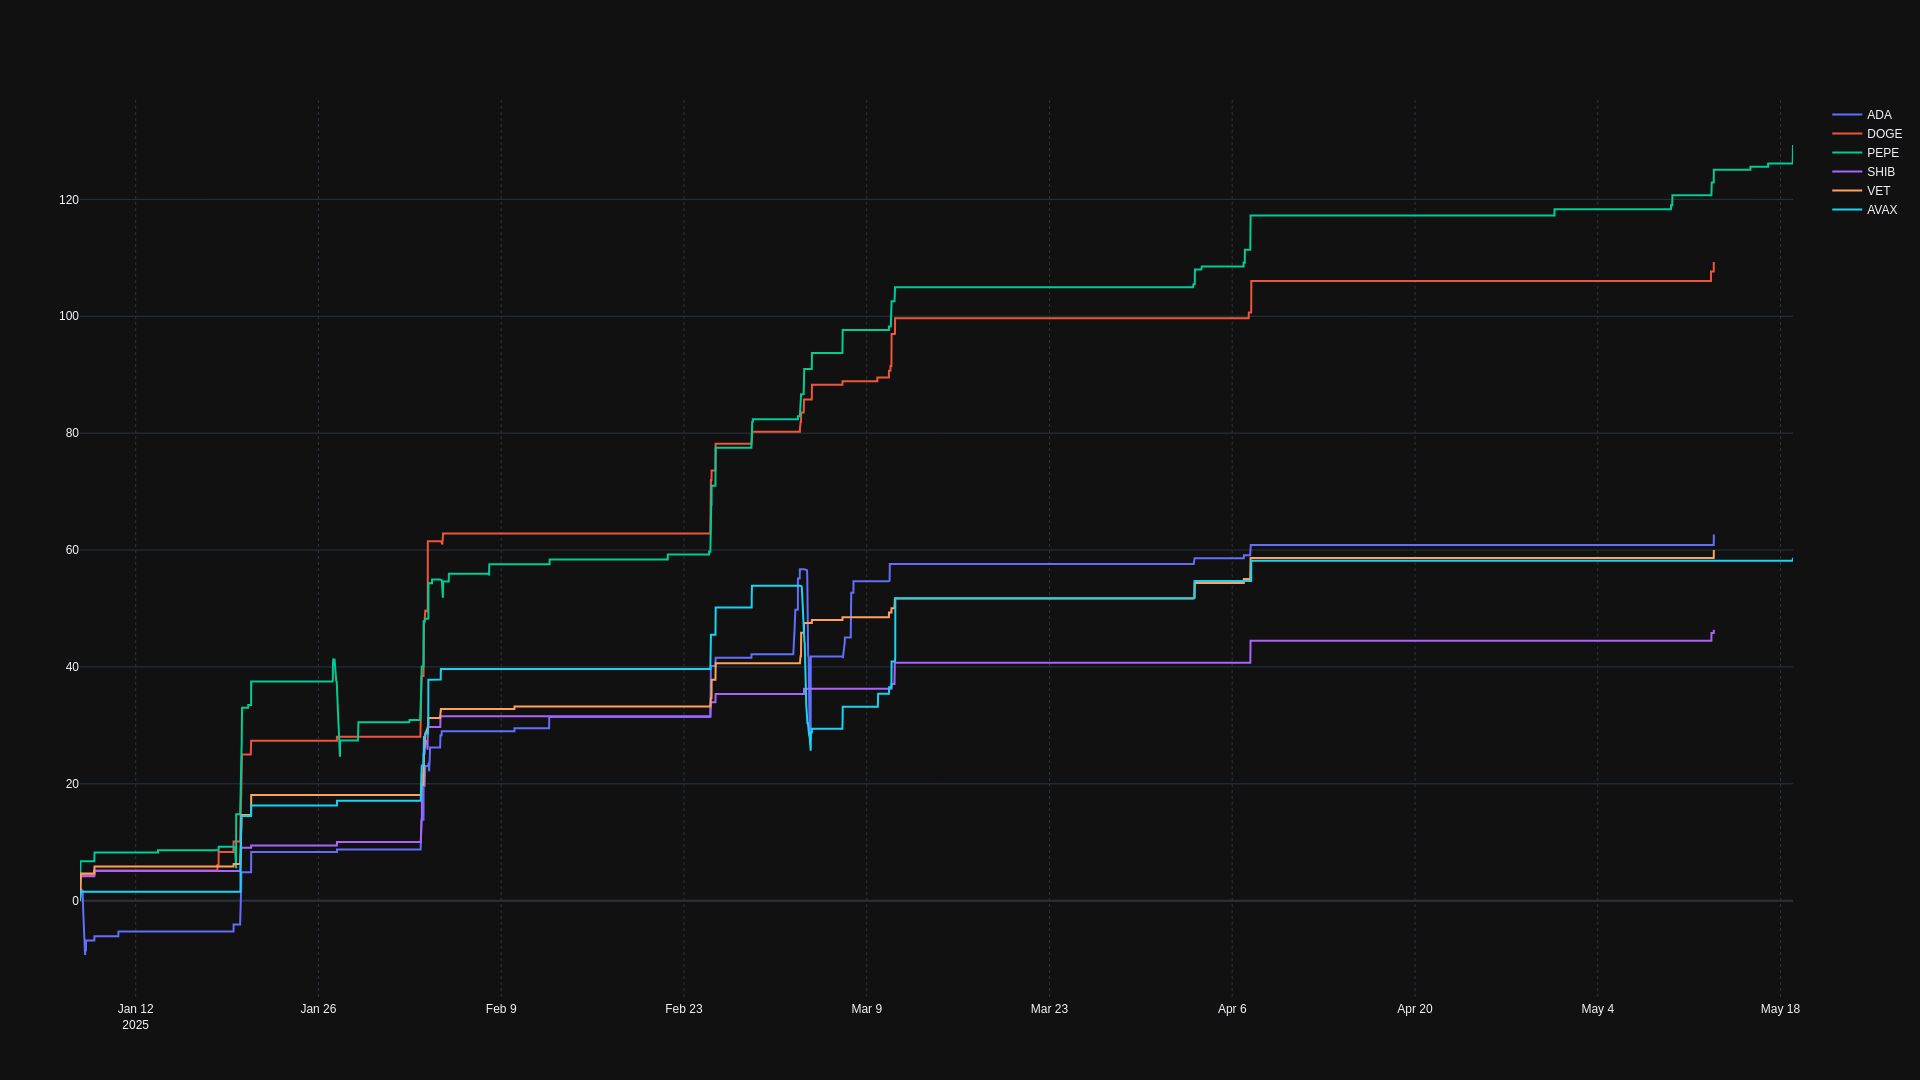 ADA
DOGE
PEPE
SHIB
VET
AVAX
120
100
80
60
40
20
0
Jan 12 Jan 26 Feb 9 Feb 23 Mar 9 Mar 23 Apr 6 Apr 20 May 4 May 18
2025